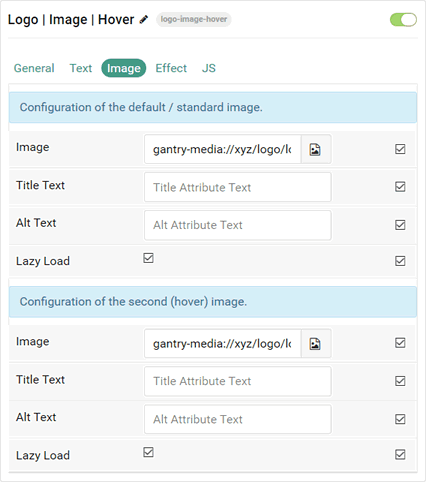 Logo | Image | Hover logo-image-hover
General Text Image Effect JS
Configuration of the default / standard image.
Image gantry-media://xyz/logo/lo
Title Text Title Attribute Text
Alt Text Alt Attribute Text
Lazy Load
Configuration of the second (hover) image.
Image gantry-media://xyz/logo/lo
Title Text Title Attribute Text
Alt Text Alt Attribute Text
Lazy Load